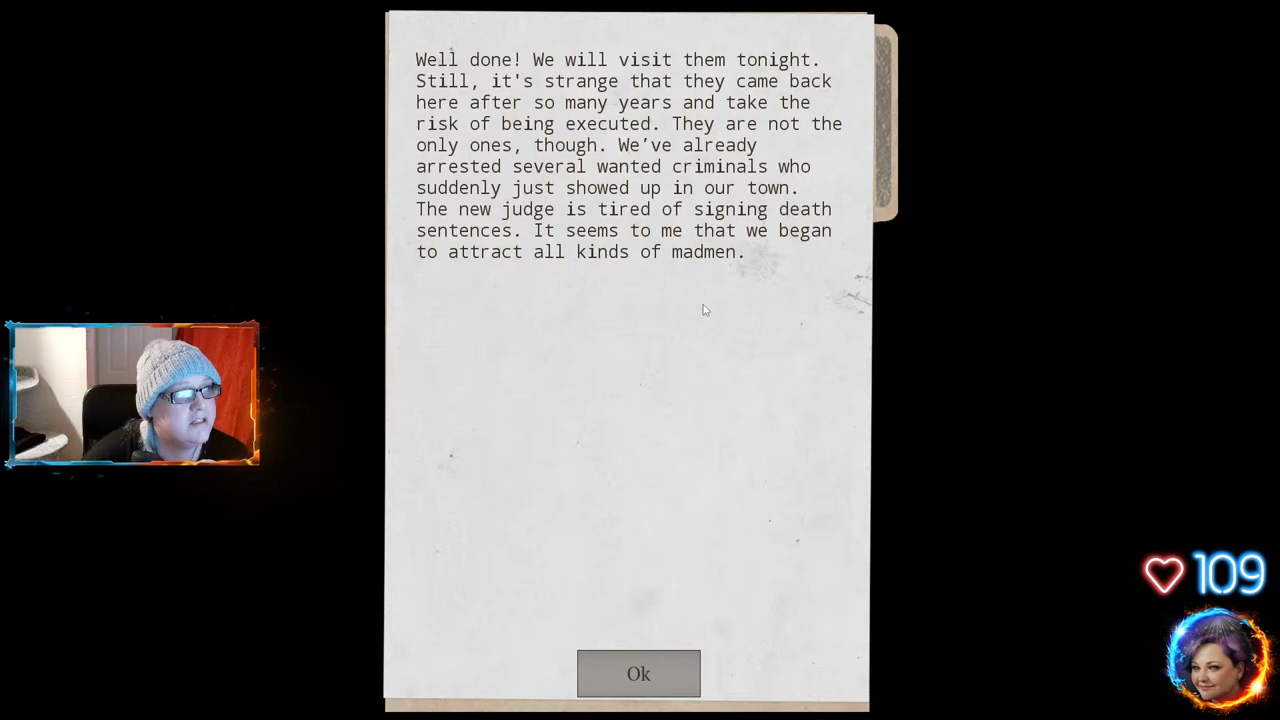 Well done! We will visit them tonight.
Still, it's strange that they came back
here after so many years and take the
risk of being executed. They are not the
only ones, though. We’ve already
arrested several wanted criminals who
suddenly just showed up in our town.
The new judge is tired of signing death
sentences. It seems to me that we began
to attract all kinds of madmen.
Ok
109